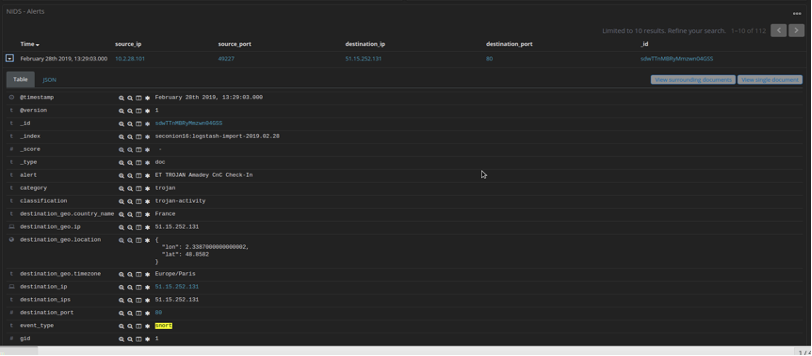 NIDS - Alerts
Limited to 10 results. Refine your search. 1–10 of 112
Time source_ip source_port destination_ip destination_port _id
February 28th 2019, 13:29:03.000 10.2.28.101 49227 51.15.252.131 80 sdwTTnMBRyMmzwn04GSS
Table JSON View surrounding documents View single document
@timestamp February 28th 2019, 13:29:03.000
t @version 1
t _id sdwTTnMBRyMmzwn04GSS
t _index seconion16:logstash-import-2019.02.28
# _score -
t _type doc
t alert ET TROJAN Amadey CnC Check-In
t category trojan
t classification trojan-activity
t destination_geo.country_name France
destination_geo.ip 51.15.252.131
destination_geo.location {
"lon": 2.3387000000000002,
"lat": 48.8582
}
t destination_geo.timezone Europe/Paris
destination_ip 51.15.252.131
t destination_ips 51.15.252.131
# destination_port 80
t event_type snort
# gid 1